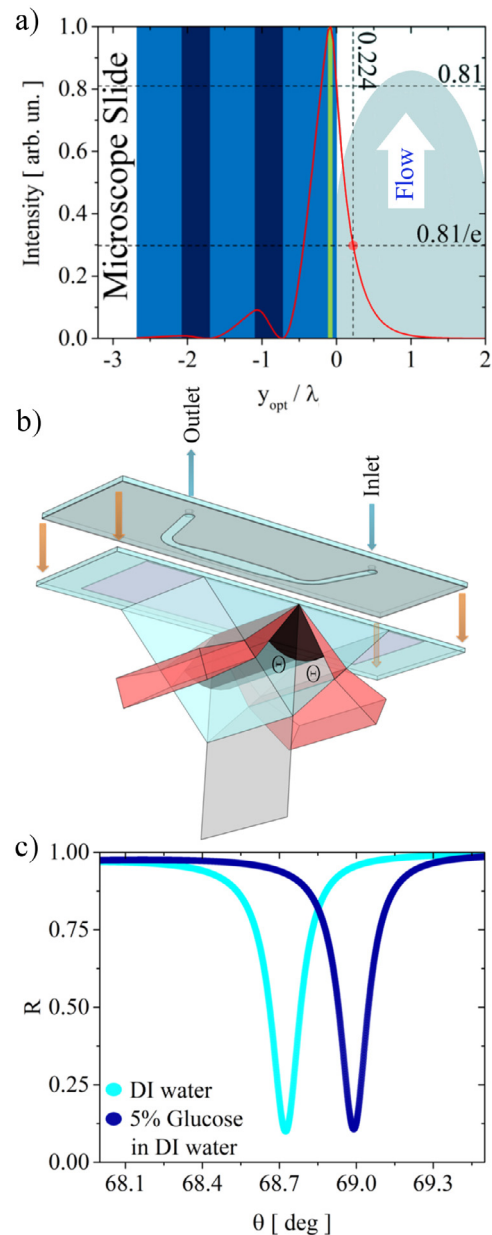 a)
Intensity [ arb. un.]
1.0
0.8
0.6
0.4
0.2
0.0
Microscope Slide
0.224
0.81
Flow
0.81/e
-3
-2
-1
0
1
2
y_opt / λ
b)
Outlet
Inlet
Θ
Θ
c)
R
1.00
0.75
0.50
0.25
0.00
DI water
5% Glucose
in DI water
68.1
68.4
68.7
69.0
69.3
θ [ deg ]